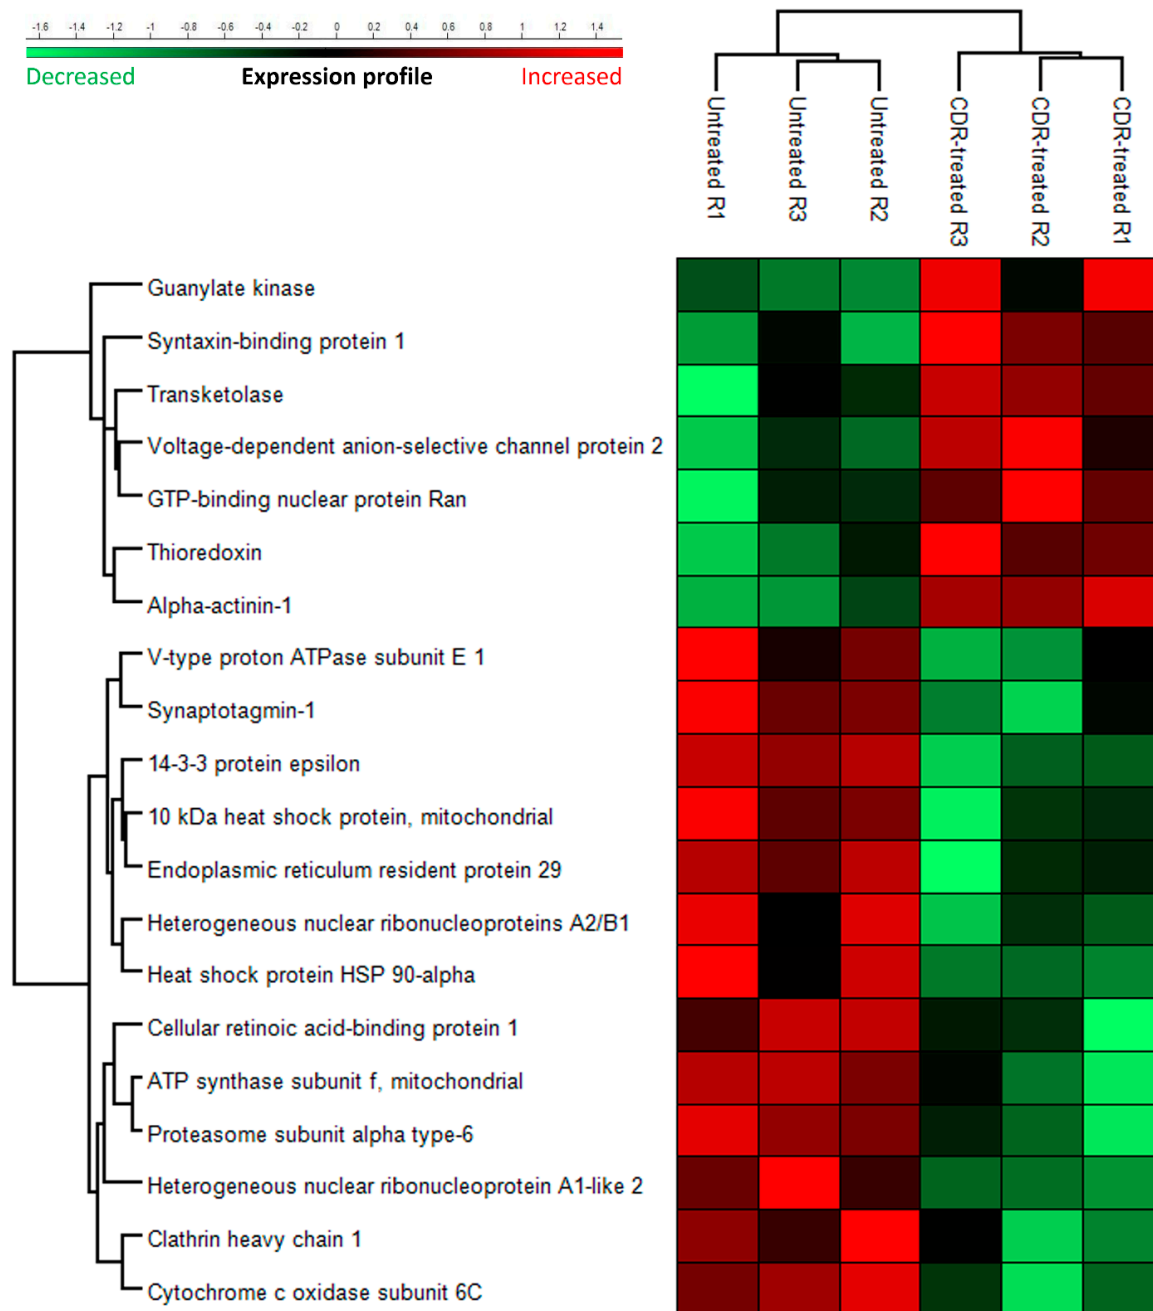 -1.6 -1.4 -1.2 -1 -0.8 -0.6 -0.4 -0.2 0 0.2 0.4 0.6 0.8 1 1.2 1.4
Decreased Expression profile Increased
Untreated R1
Untreated R3
Untreated R2
CDR-treated R3
CDR-treated R2
CDR-treated R1
Guanylate kinase
Syntaxin-binding protein 1
Transketolase
Voltage-dependent anion-selective channel protein 2
GTP-binding nuclear protein Ran
Thioredoxin
Alpha-actinin-1
V-type proton ATPase subunit E 1
Synaptotagmin-1
14-3-3 protein epsilon
10 kDa heat shock protein, mitochondrial
Endoplasmic reticulum resident protein 29
Heterogeneous nuclear ribonucleoproteins A2/B1
Heat shock protein HSP 90-alpha
Cellular retinoic acid-binding protein 1
ATP synthase subunit f, mitochondrial
Proteasome subunit alpha type-6
Heterogeneous nuclear ribonucleoprotein A1-like 2
Clathrin heavy chain 1
Cytochrome c oxidase subunit 6C